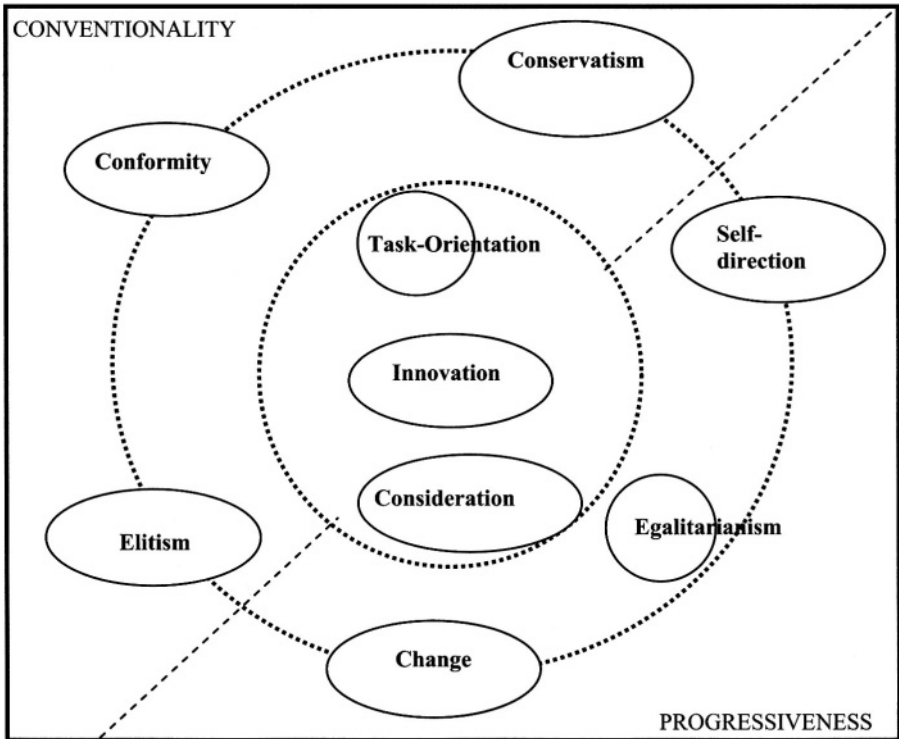 CONVENTIONALITY
Conservatism
Conformity
Task-Orientation
Self-
direction
Innovation
Consideration
Egalitarianism
Elitism
Change
PROGRESSIVENESS